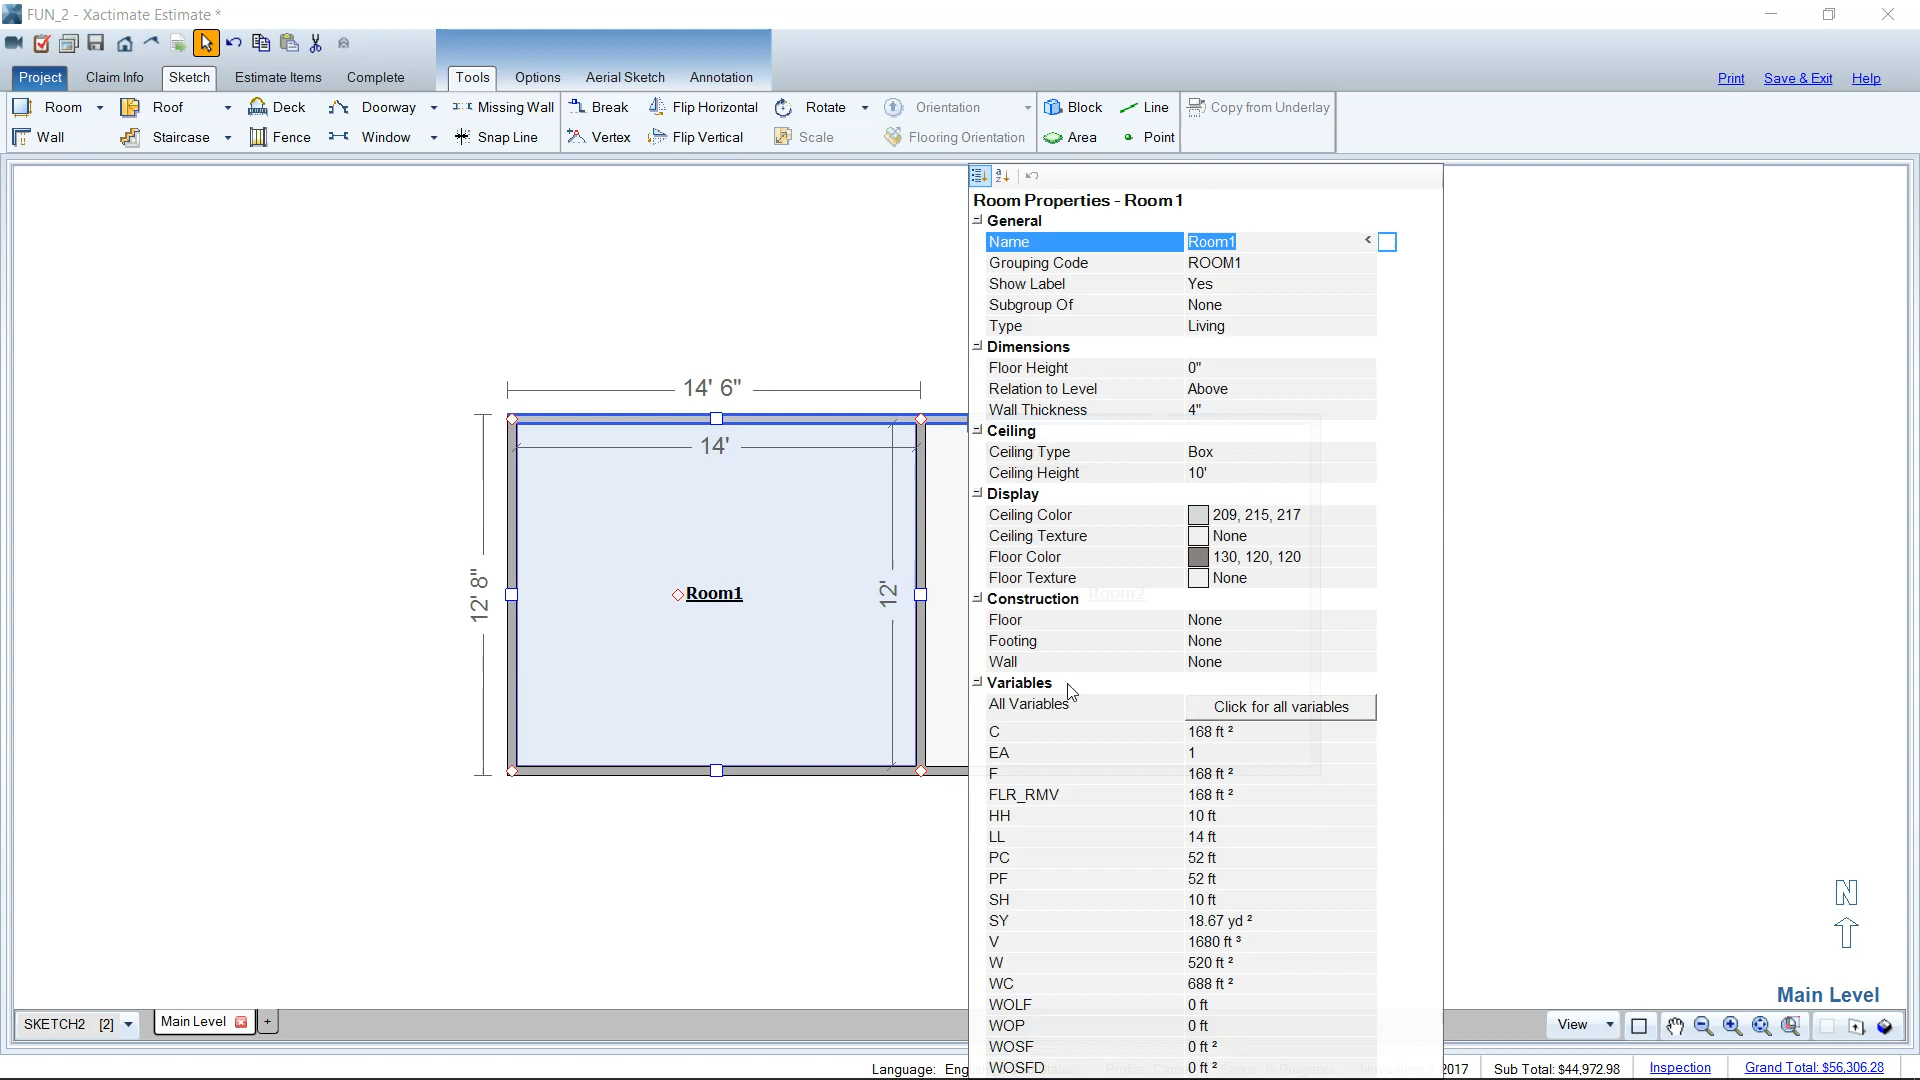 FUN_2 - Xactimate Estimate *
Project Claim Info Sketch Estimate Items Complete Tools Options Aerial Sketch Annotation Print Save & Exit Help
Room Roof Deck Doorway Missing Wall Break Flip Horizontal Rotate Orientation Block Line Copy from Underlay
Wall Staircase Fence Window Snap Line Vertex Flip Vertical Scale Flooring Orientation Area Point
Room Properties - Room1
General
Name Room1 <
Grouping Code ROOM1
Show Label Yes
Subgroup Of None
Type Living
Dimensions
Floor Height 0"
Relation to Level Above
Wall Thickness 4"
Ceiling
Ceiling Type Box
Ceiling Height 10'
Display
Ceiling Color 209, 215, 217
Ceiling Texture None
Floor Color 130, 120, 120
Floor Texture None
Construction
Floor None
Footing None
Wall None
Variables
All Variables Click for all variables
C 168 ft ²
EA 1
F 168 ft ²
FLR_RMV 168 ft ²
HH 10 ft
LL 14 ft
PC 52 ft
PF 52 ft
SH 10 ft
SY 18.67 yd ²
V 1680 ft ³
W 520 ft ²
WC 688 ft ²
WOLF 0 ft
WOP 0 ft
WOSF 0 ft ²
WOSFD 0 ft ²
14' 6"
14'
12' 8"
12'
Room1
Room2
N
Main Level
SKETCH2 [2] Main Level + View
Language: Eng 2017 Sub Total: $44,972.98 Inspection Grand Total: $56,306.28